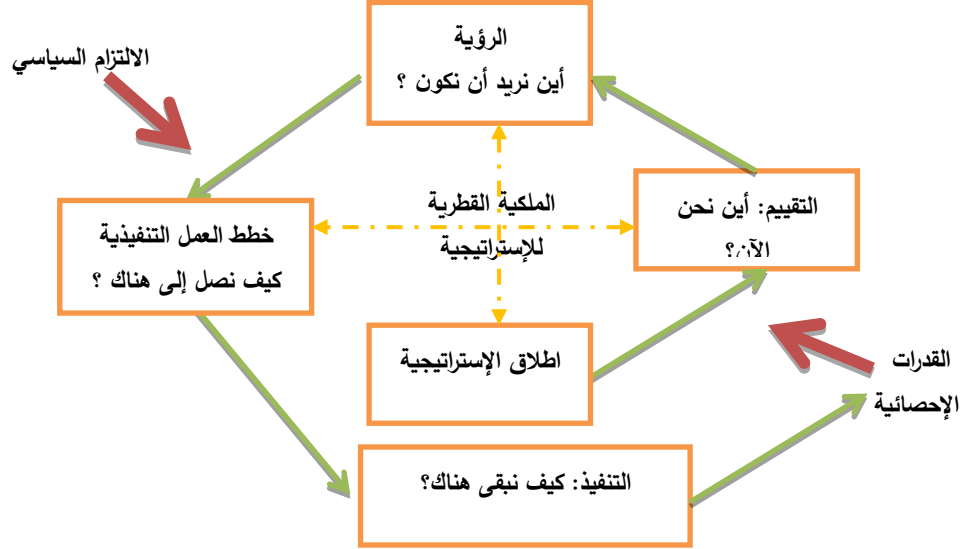 الرؤية
أين نريد أن نكون ؟
الالتزام السياسي
التقييم: أين نحن
الآن؟
الملكية القطرية
للإستراتيجية
خطط العمل التنفيذية
كيف نصل إلى هناك ؟
اطلاق الإستراتيجية
القدرات
الإحصائية
التنفيذ: كيف نبقى هناك؟